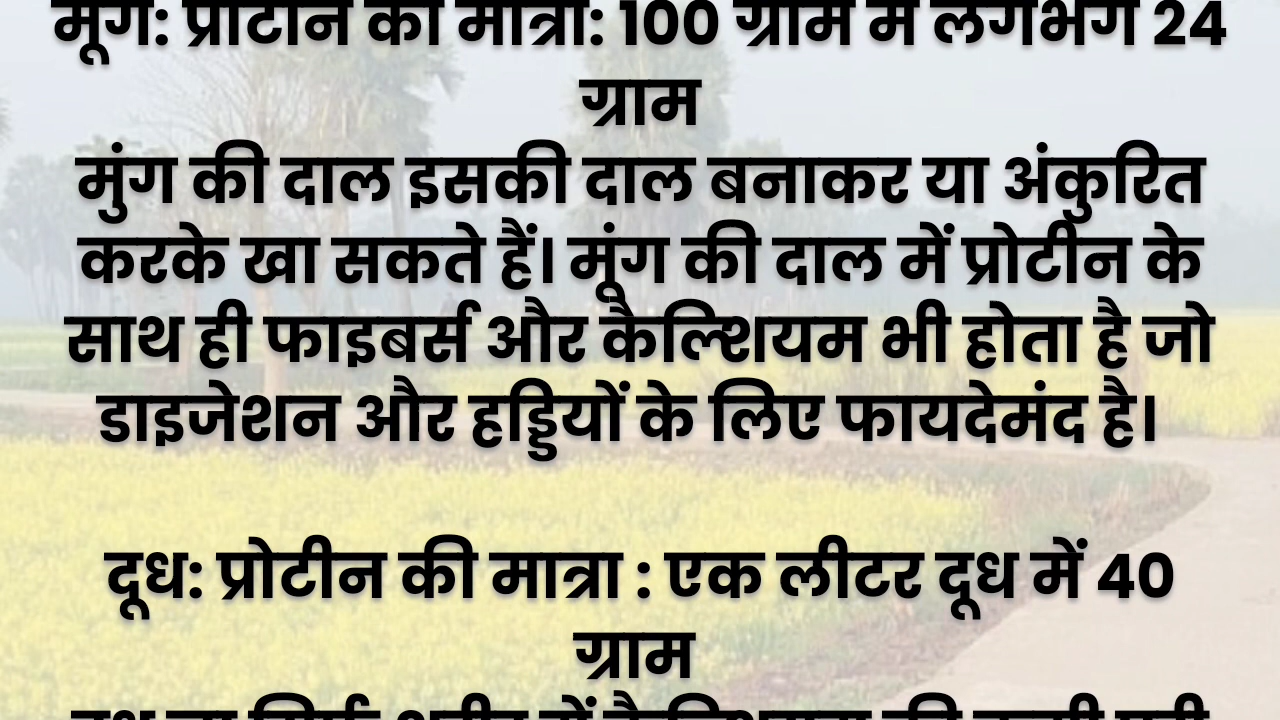 मूंग: प्रोटीन की मात्रा: 100 ग्राम में लगभग 24
ग्राम
मुंग की दाल इसकी दाल बनाकर या अंकुरित
करके खा सकते हैं। मूंग की दाल में प्रोटीन के
साथ ही फाइबर्स और कैल्शियम भी होता है जो
डाइजेशन और हड्डियों के लिए फायदेमंद है।
दूध: प्रोटीन की मात्रा : एक लीटर दूध में 40
ग्राम